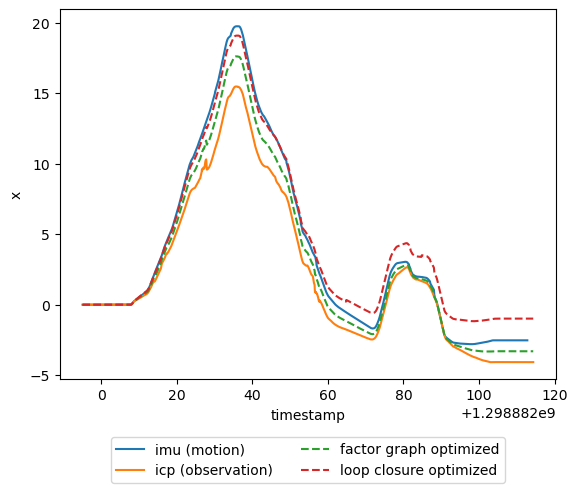 20
15
10
5
0
−5
x
0 20 40 60 80 100 120
timestamp
+1.298882e9
imu (motion) factor graph optimized
icp (observation) loop closure optimized